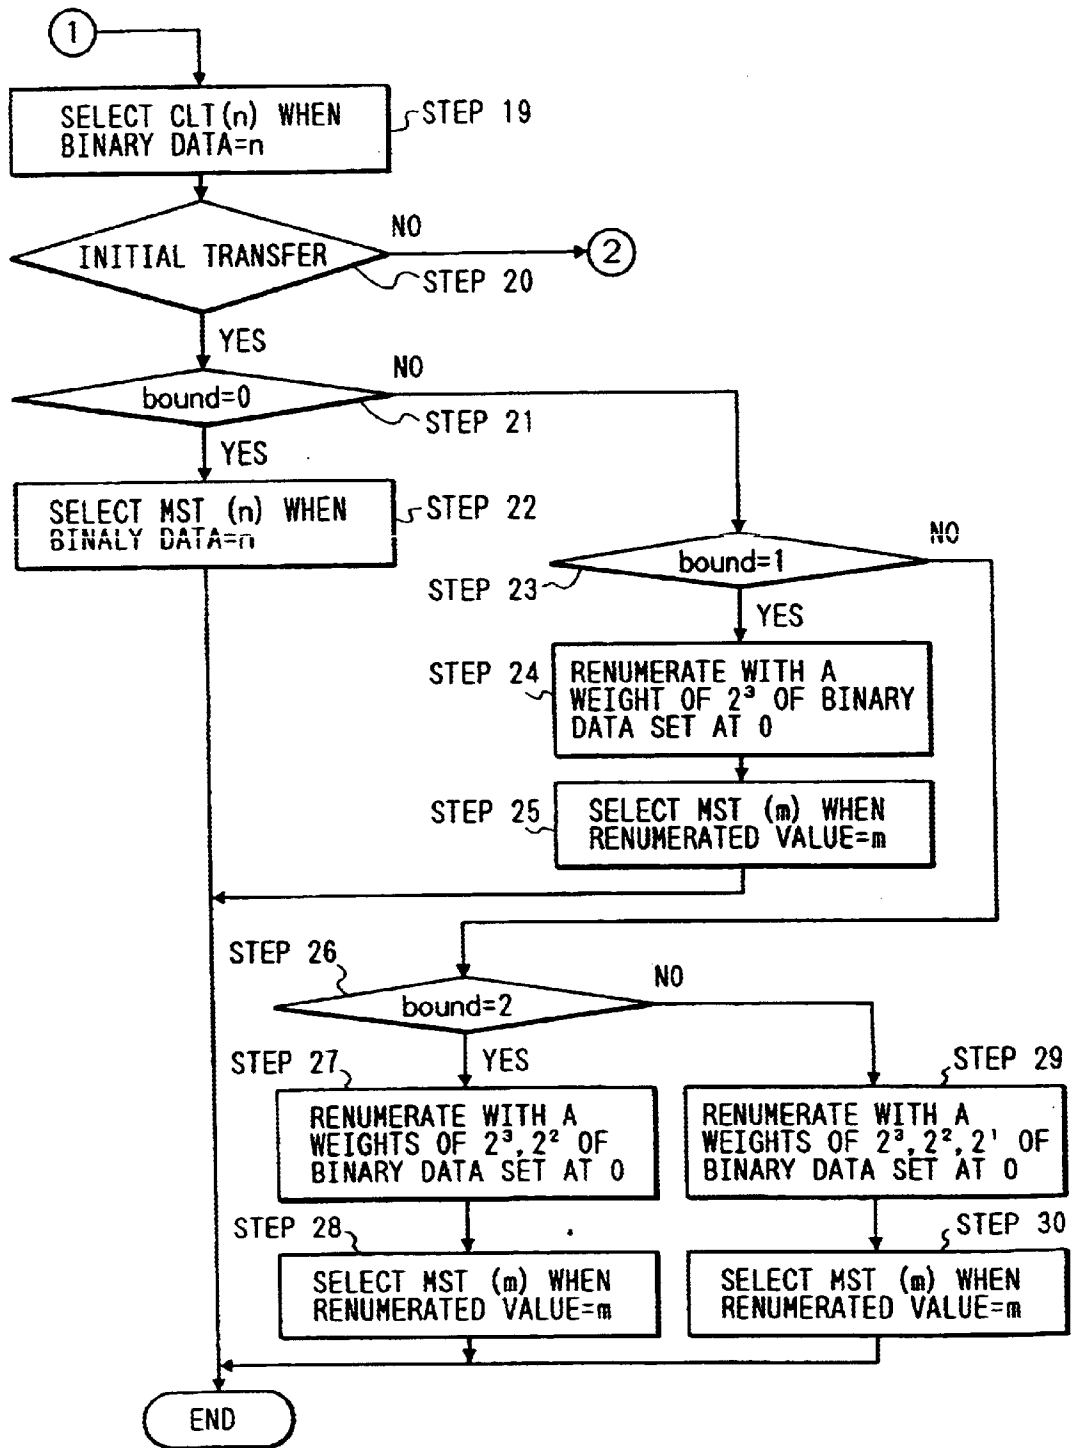 1
SELECT CLT(n) WHEN
BINARY DATA=n
STEP 19
INITIAL TRANSFER
NO
2
STEP 20
YES
bound=0
NO
STEP 21
YES
SELECT MST (n) WHEN
BINALY DATA=n
STEP 22
bound=1
NO
STEP 23
YES
STEP 24
RENUMERATE WITH A
WEIGHT OF 2³ OF BINARY
DATA SET AT 0
STEP 25
SELECT MST (m) WHEN
RENUMERATED VALUE=m
STEP 26
bound=2
NO
YES
STEP 27
RENUMERATE WITH A
WEIGHTS OF 2³,2² OF
BINARY DATA SET AT 0
STEP 29
RENUMERATE WITH A
WEIGHTS OF 2³,2²,2¹ OF
BINARY DATA SET AT 0
STEP 28
SELECT MST (m) WHEN
RENUMERATED VALUE=m
STEP 30
SELECT MST (m) WHEN
RENUMERATED VALUE=m
END